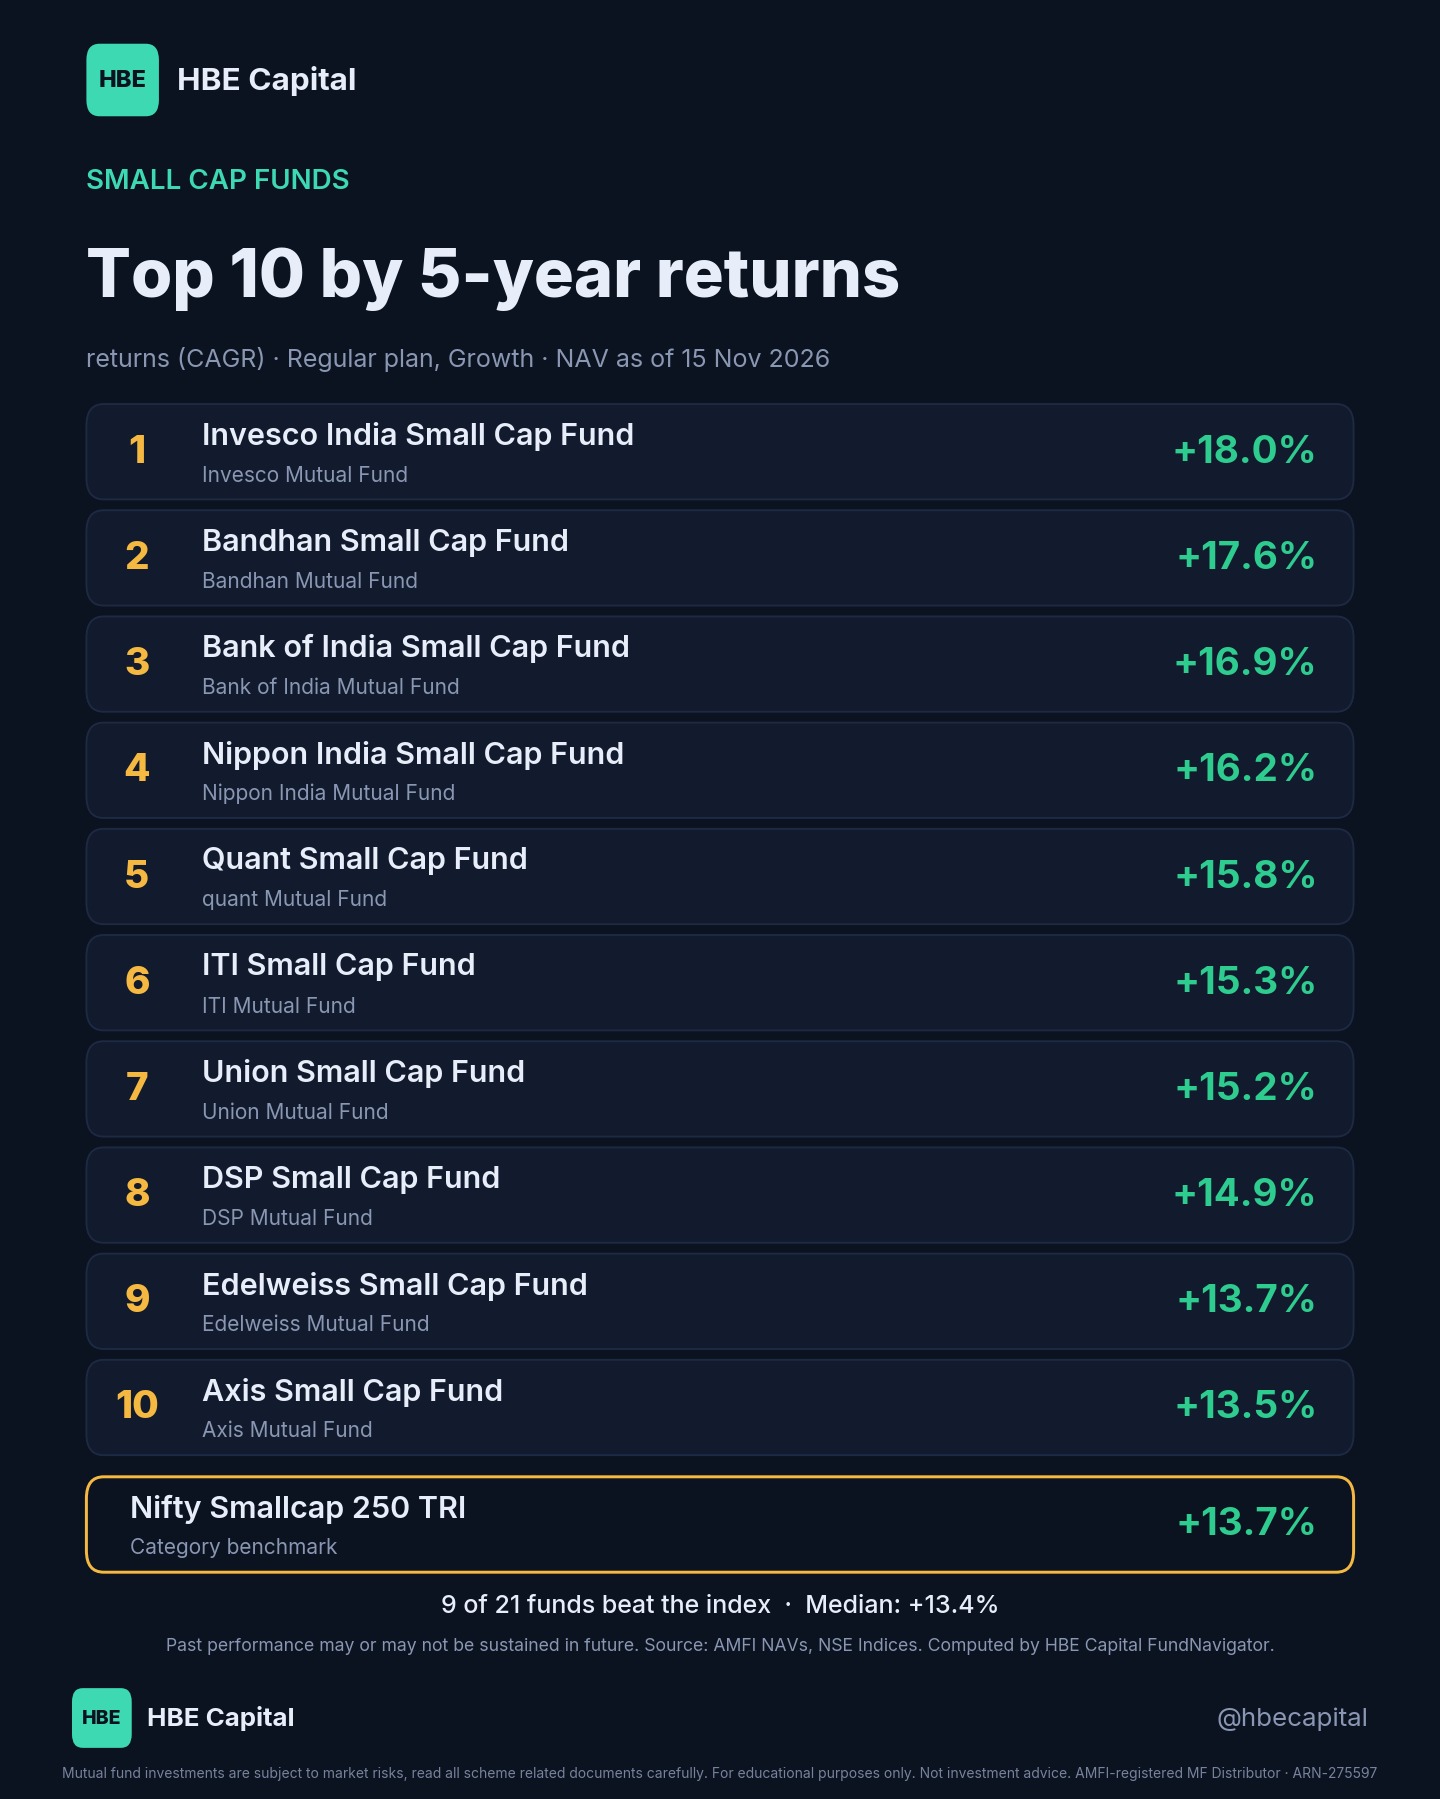 HBE
HBE Capital
SMALL CAP FUNDS
Top 10 by 5-year returns
returns (CAGR) · Regular plan, Growth · NAV as of 15 Nov 2026
1
Invesco India Small Cap Fund
Invesco Mutual Fund
+18.0%
2
Bandhan Small Cap Fund
Bandhan Mutual Fund
+17.6%
3
Bank of India Small Cap Fund
Bank of India Mutual Fund
+16.9%
4
Nippon India Small Cap Fund
Nippon India Mutual Fund
+16.2%
5
Quant Small Cap Fund
quant Mutual Fund
+15.8%
6
ITI Small Cap Fund
ITI Mutual Fund
+15.3%
7
Union Small Cap Fund
Union Mutual Fund
+15.2%
8
DSP Small Cap Fund
DSP Mutual Fund
+14.9%
9
Edelweiss Small Cap Fund
Edelweiss Mutual Fund
+13.7%
10
Axis Small Cap Fund
Axis Mutual Fund
+13.5%
Nifty Smallcap 250 TRI
Category benchmark
+13.7%
9 of 21 funds beat the index · Median: +13.4%
Past performance may or may not be sustained in future. Source: AMFI NAVs, NSE Indices. Computed by HBE Capital FundNavigator.
HBE
HBE Capital
@hbecapital
Mutual fund investments are subject to market risks, read all scheme related documents carefully. For educational purposes only. Not investment advice. AMFI-registered MF Distributor · ARN-275597